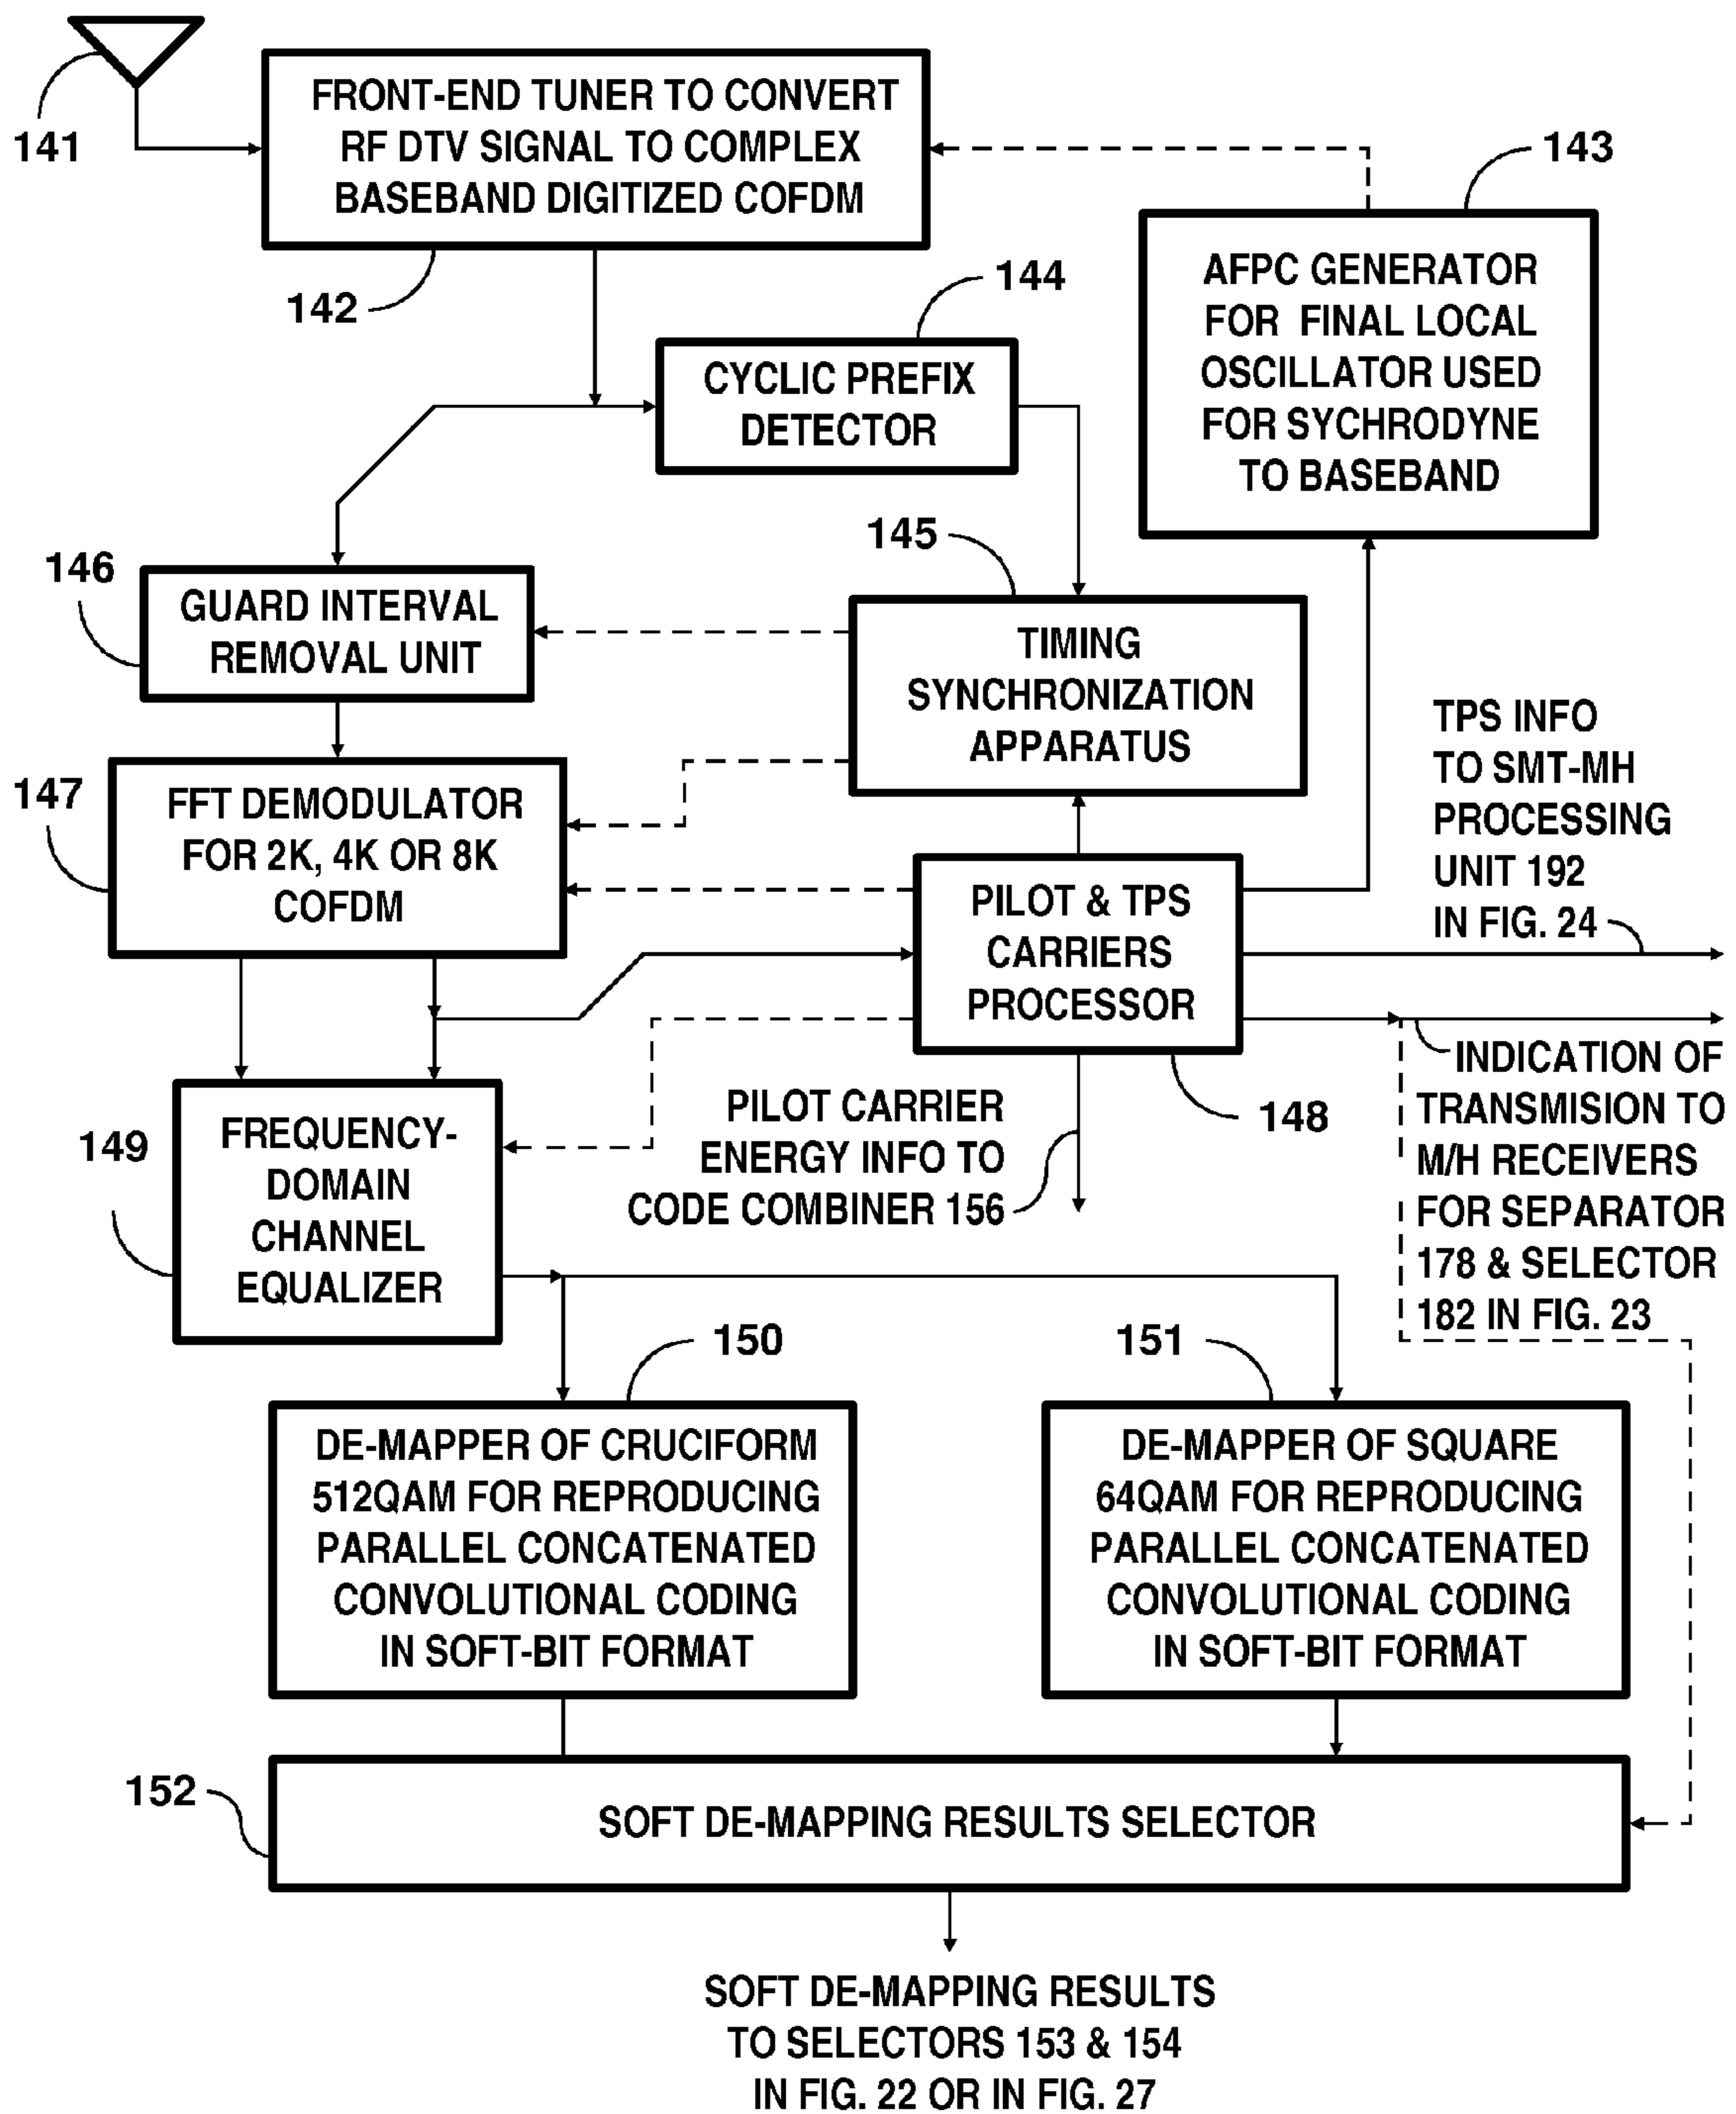 141
FRONT-END TUNER TO CONVERT
RF DTV SIGNAL TO COMPLEX
BASEBAND DIGITIZED COFDM
142
143
AFPC GENERATOR
FOR FINAL LOCAL
OSCILLATOR USED
FOR SYCHRODYNE
TO BASEBAND
144
CYCLIC PREFIX
DETECTOR
145
TIMING
SYNCHRONIZATION
APPARATUS
146
GUARD INTERVAL
REMOVAL UNIT
147
FFT DEMODULATOR
FOR 2K, 4K OR 8K
COFDM
PILOT & TPS
CARRIERS
PROCESSOR
148
TPS INFO
TO SMT-MH
PROCESSING
UNIT 192
IN FIG. 24
INDICATION OF
TRANSMISION TO
M/H RECEIVERS
FOR SEPARATOR
178 & SELECTOR
182 IN FIG. 23
PILOT CARRIER
ENERGY INFO TO
CODE COMBINER 156
149
FREQUENCY-
DOMAIN
CHANNEL
EQUALIZER
150
DE-MAPPER OF CRUCIFORM
512QAM FOR REPRODUCING
PARALLEL CONCATENATED
CONVOLUTIONAL CODING
IN SOFT-BIT FORMAT
151
DE-MAPPER OF SQUARE
64QAM FOR REPRODUCING
PARALLEL CONCATENATED
CONVOLUTIONAL CODING
IN SOFT-BIT FORMAT
152
SOFT DE-MAPPING RESULTS SELECTOR
SOFT DE-MAPPING RESULTS
TO SELECTORS 153 & 154
IN FIG. 22 OR IN FIG. 27